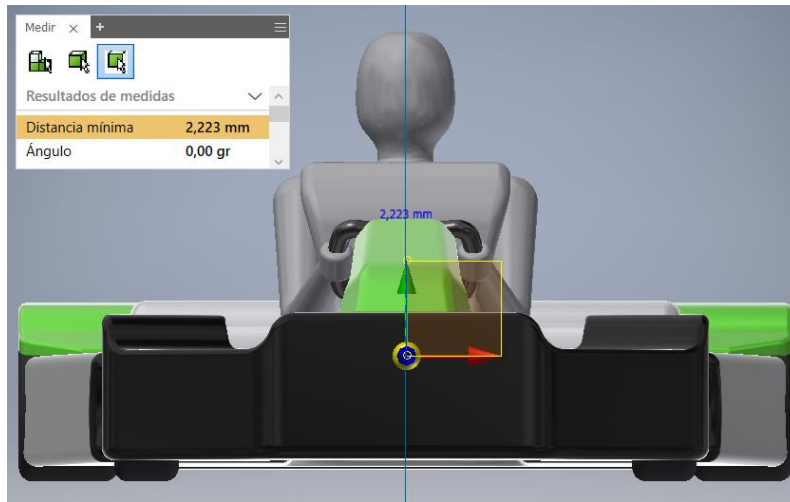 Medir
Resultados de medidas
Distancia mínima 2,223 mm
Ángulo 0,00 gr
2,223 mm